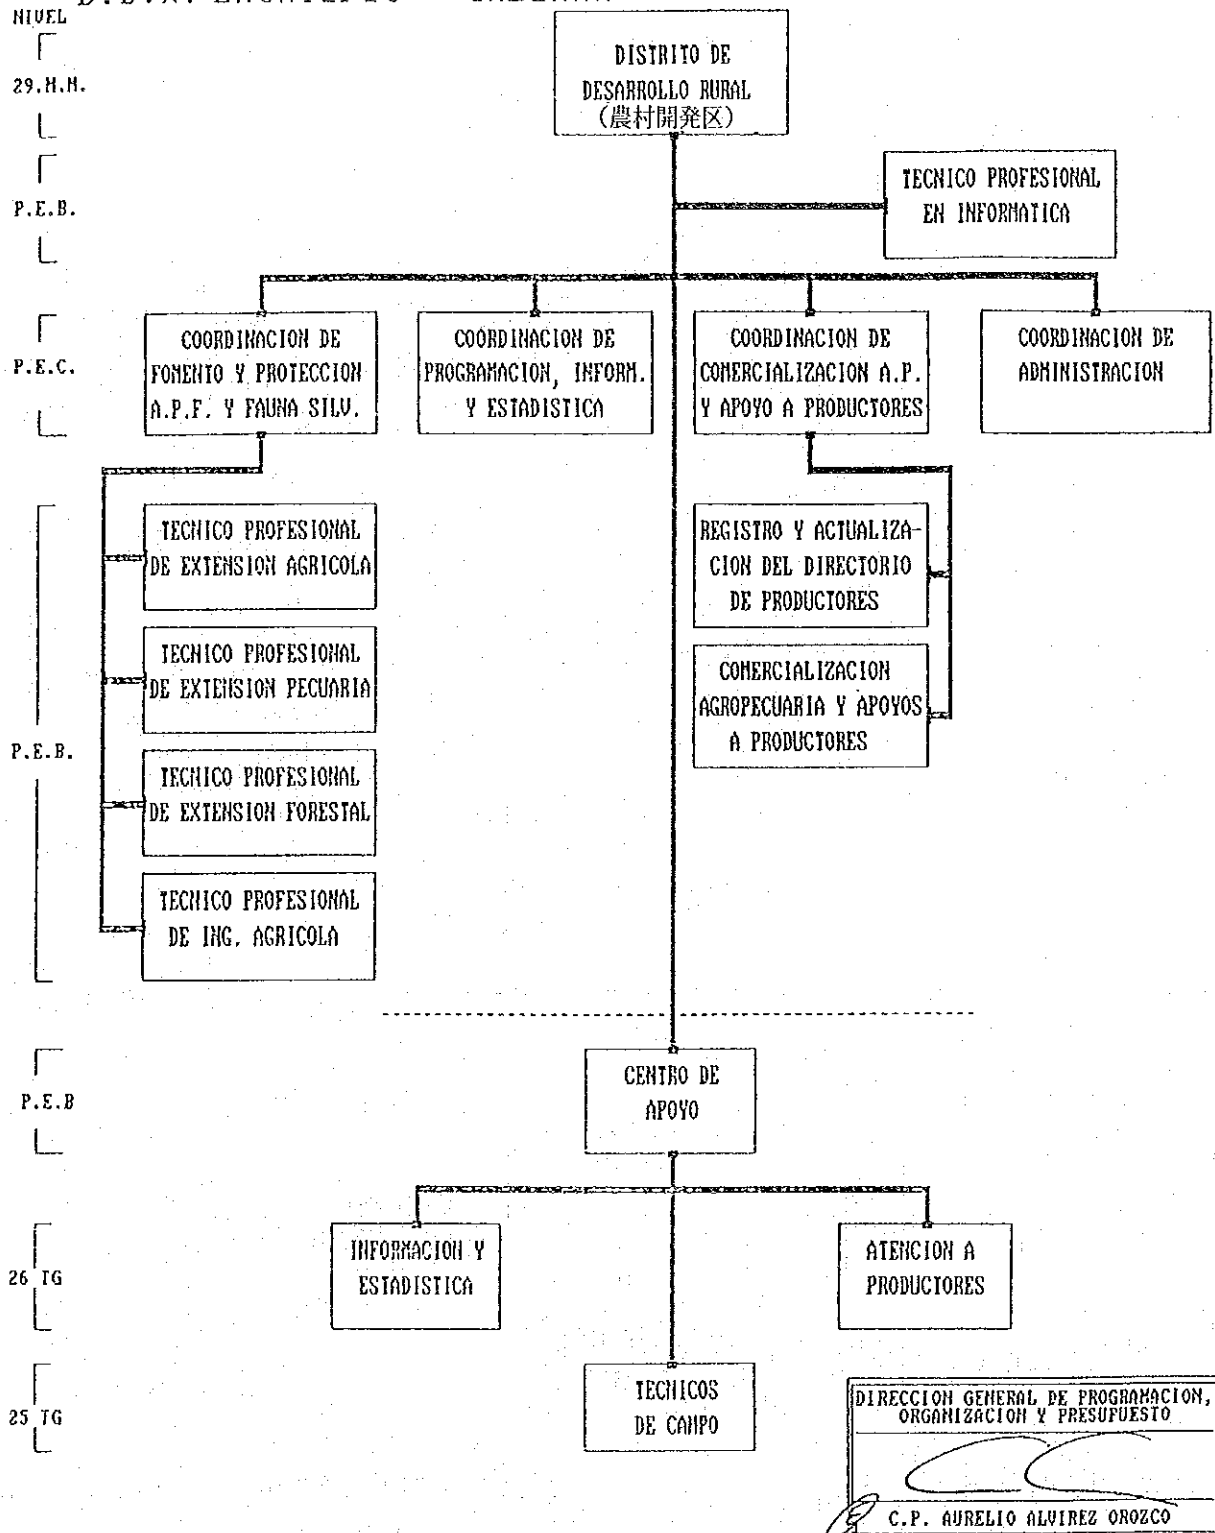 NIVEL
29.M.M.
DISTRITO DE
DESARROLLO RURAL
(農村開発区)
P.E.B.
TECNICO PROFESIONAL
EN INFORMATICA
P.E.C.
COORDINACION DE
FOMENTO Y PROTECCION
A.P.F. Y FAUNA SILV.
COORDINACION DE
PROGRAMACION, INFORM.
Y ESTADISTICA
COORDINACION DE
COMERCIALIZACION A.P.
Y APOYO A PRODUCTORES
COORDINACION DE
ADMINISTRACION
P.E.B.
TECNICO PROFESIONAL
DE EXTENSION AGRICOLA
TECNICO PROFESIONAL
DE EXTENSION PECUARIA
TECNICO PROFESIONAL
DE EXTENSION FORESTAL
TECNICO PROFESIONAL
DE ING. AGRICOLA
REGISTRO Y ACTUALIZA-
CION DEL DIRECTORIO
DE PRODUCTORES
COMERCIALIZACION
AGROPECUARIA Y APOYOS
A PRODUCTORES
P.E.B
CENTRO DE
APOYO
26 TG
INFORMACION Y
ESTADISTICA
ATENCION A
PRODUCTORES
25 TG
TECNICOS
DE CAMPO
DIRECCION GENERAL DE PROGRAMACION,
ORGANIZACION Y PRESUPUESTO
C.P. AURELIO ALVIREZ OROZCO